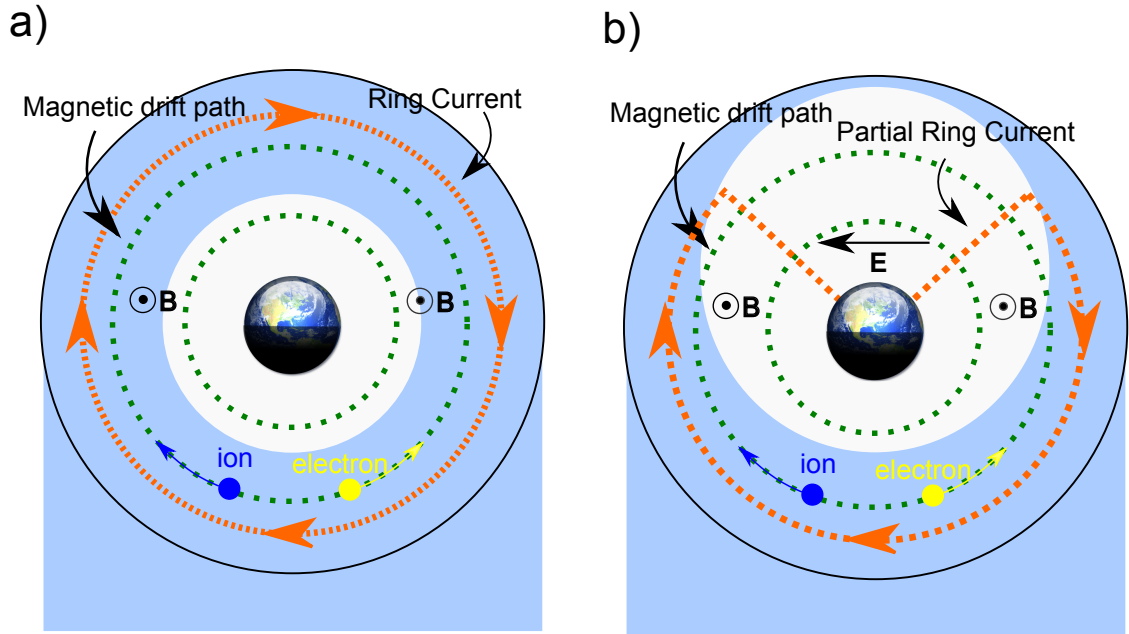 a)
Magnetic drift path
Ring Current
B
B
ion
electron
b)
Magnetic drift path
Partial Ring Current
E
B
B
ion
electron